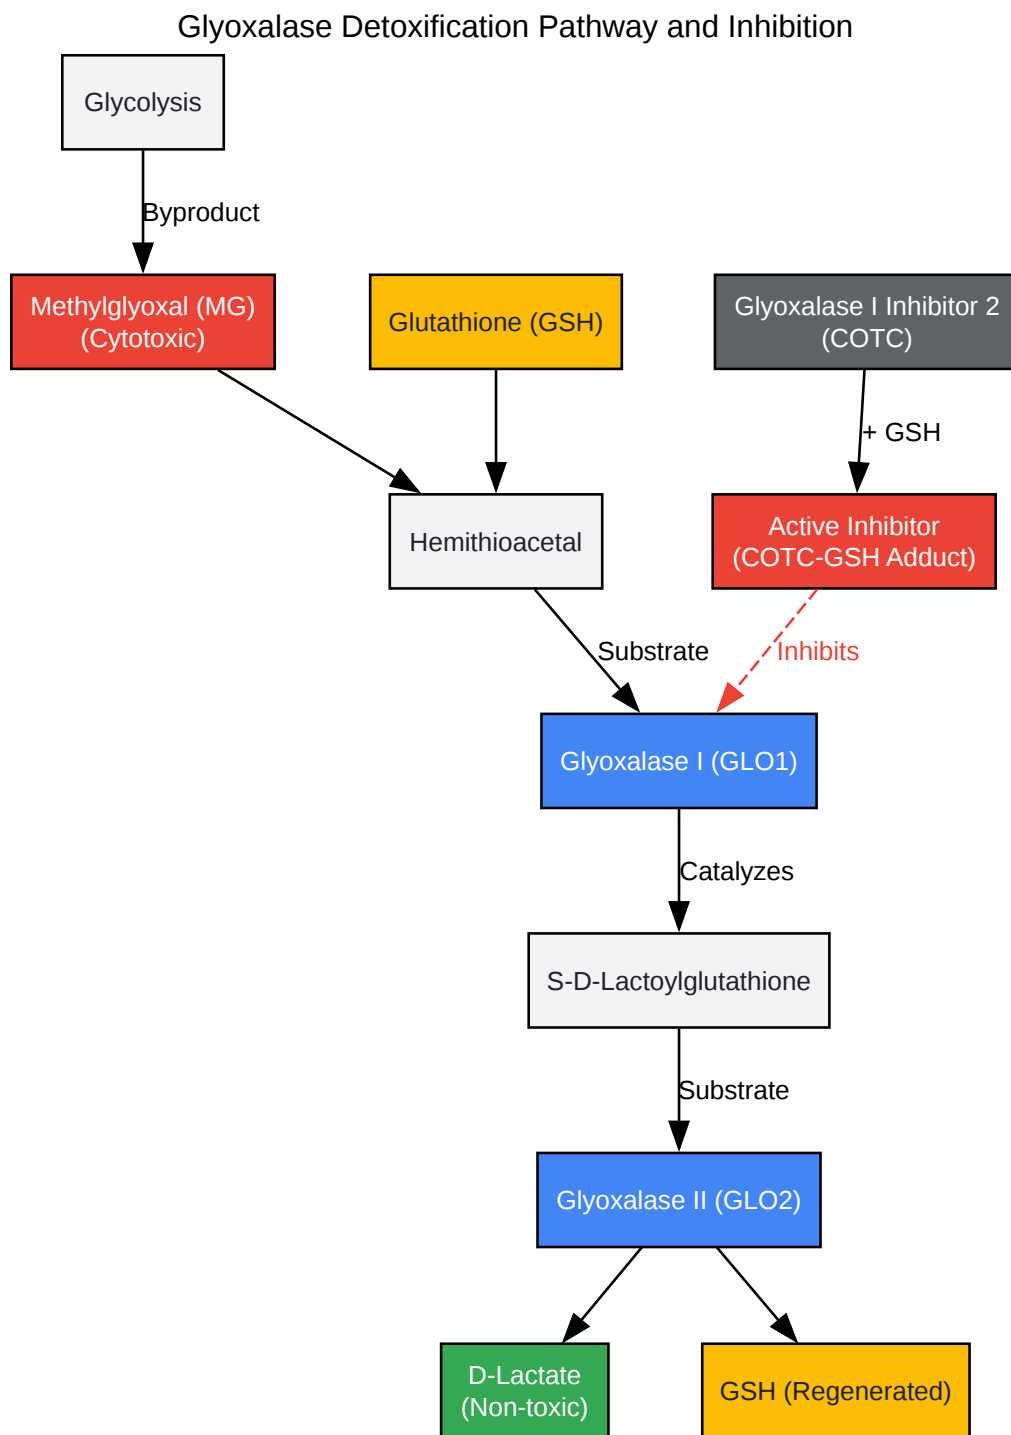 Glyoxalase Detoxification Pathway and Inhibition
Glycolysis
Byproduct
Methylglyoxal (MG)
(Cytotoxic)
Glutathione (GSH)
Glyoxalase I Inhibitor 2
(COTC)
+ GSH
Hemithioacetal
Active Inhibitor
(COTC-GSH Adduct)
Substrate
Inhibits
Glyoxalase I (GLO1)
Catalyzes
S-D-Lactoylglutathione
Substrate
Glyoxalase II (GLO2)
D-Lactate
(Non-toxic)
GSH (Regenerated)